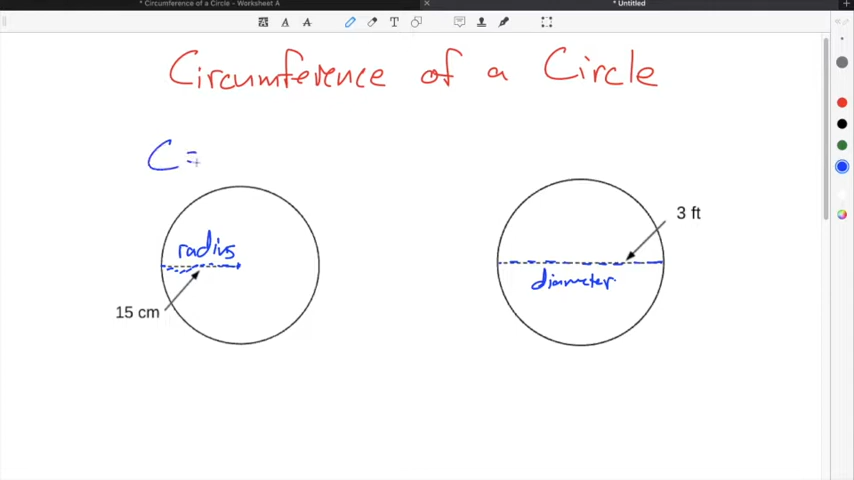 * Circumference of a Circle – Worksheet A
* Untitled
Circumference of a Circle
C =
3 ft
radius
diameter
15 cm